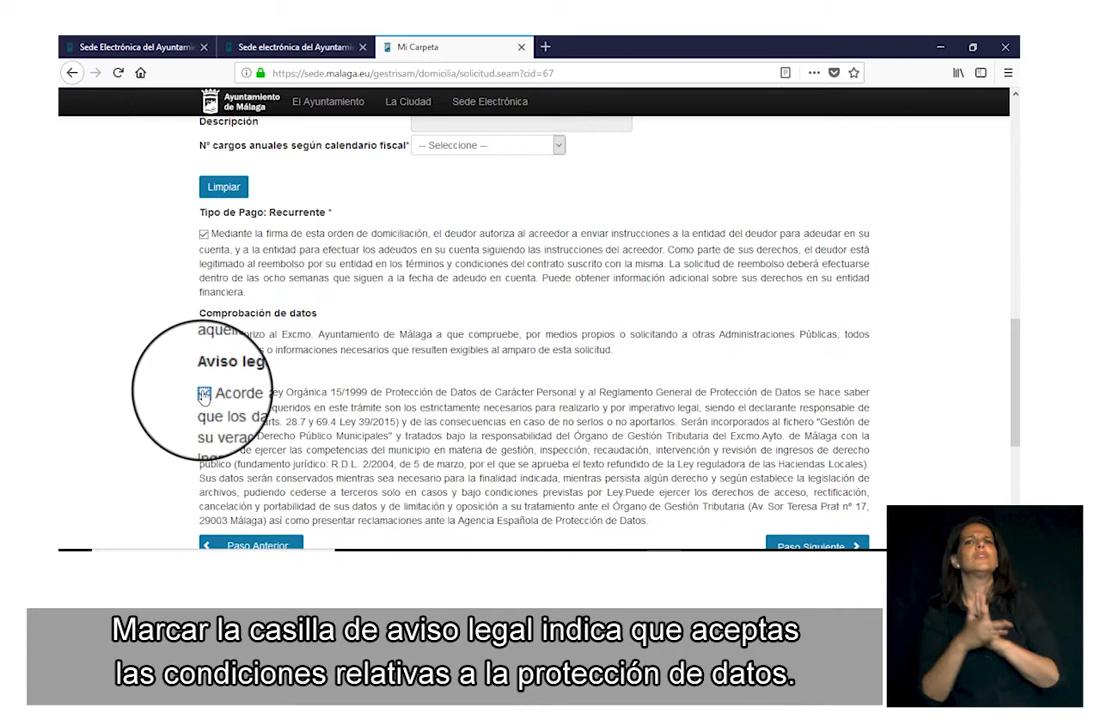 Sede Electrónica del Ayuntamie
Sede electrónica del Ayuntami
Mi Carpeta
https://sede.malaga.eu/gestrisam/domicilia/solicitud.seam?cid=67
Ayuntamiento
de Málaga
El Ayuntamiento
La Ciudad
Sede Electrónica
Descripción
Nº cargos anuales según calendario fiscal*
-- Seleccione --
Limpiar
Tipo de Pago: Recurrente *
Mediante la firma de esta orden de domiciliación, el deudor autoriza al acreedor a enviar instrucciones a la entidad del deudor para adeudar en su
cuenta, y a la entidad para efectuar los adeudos en su cuenta siguiendo las instrucciones del acreedor. Como parte de sus derechos, el deudor está
legitimado al reembolso por su entidad en los términos y condiciones del contrato suscrito con la misma. La solicitud de reembolso deberá efectuarse
dentro de las ocho semanas que siguen a la fecha de adeudo en cuenta. Puede obtener información adicional sobre sus derechos en su entidad
financiera.
Comprobación de datos
al Excmo. Ayuntamiento de Málaga a que compruebe, por medios propios o solicitando a otras Administraciones Públicas, todos
o informaciones necesarios que resulten exigibles al amparo de esta solicitud.
Aviso leg
Acorde ey Orgánica 15/1999 de Protección de Datos de Carácter Personal y al Reglamento General de Protección de Datos se hace saber
que los da queridos en este trámite son los estrictamente necesarios para realizarlo y por imperativo legal, siendo el declarante responsable de
su verac arts. 28.7 y 69.4 Ley 39/2015) y de las consecuencias en caso de no serlos o no aportarlos. Serán incorporados al fichero "Gestión de
Derecho Público Municipales" y tratados bajo la responsabilidad del Órgano de Gestión Tributaria del Excmo.Ayto. de Málaga con la
de ejercer las competencias del municipio en materia de gestión, inspección, recaudación, intervención y revisión de ingresos de derecho
público (fundamento jurídico: R.D.L. 2/2004, de 5 de marzo, por el que se aprueba el texto refundido de la Ley reguladora de las Haciendas Locales).
Sus datos serán conservados mientras sea necesario para la finalidad indicada, mientras persista algún derecho y según establece la legislación de
archivos, pudiendo cederse a terceros solo en casos y bajo condiciones previstas por Ley.Puede ejercer los derechos de acceso, rectificación,
cancelación y portabilidad de sus datos y de limitación y oposición a su tratamiento ante el Órgano de Gestión Tributaria (Av. Sor Teresa Prat nº 17,
29003 Málaga) así como presentar reclamaciones ante la Agencia Española de Protección de Datos.
Paso Anterior
Paso Siguiente
Marcar la casilla de aviso legal indica que aceptas
las condiciones relativas a la protección de datos.